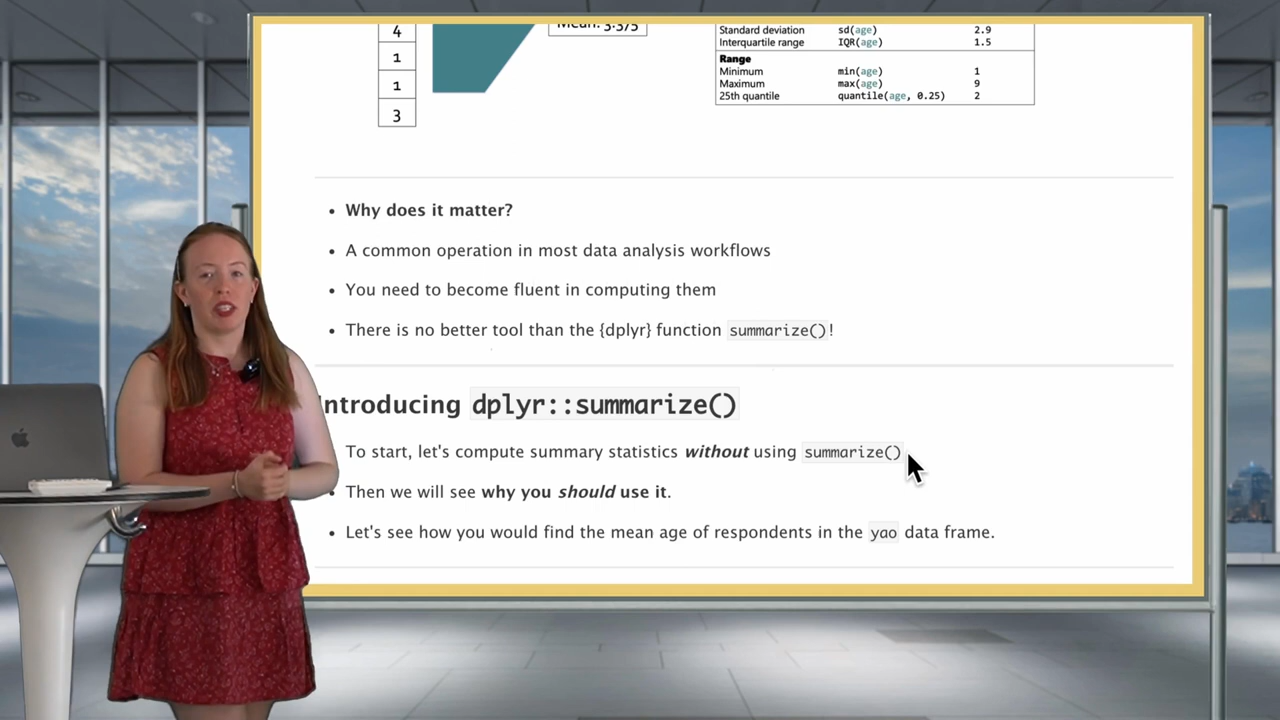 4
Mean: 3.375
1
1
3
Standard deviation sd(age) 2.9
Interquartile range IQR(age) 1.5
Range
Minimum min(age) 1
Maximum max(age) 9
25th quantile quantile(age, 0.25) 2
• Why does it matter?
• A common operation in most data analysis workflows
• You need to become fluent in computing them
• There is no better tool than the {dplyr} function summarize()!
Introducing dplyr::summarize()
To start, let's compute summary statistics without using summarize()
• Then we will see why you should use it.
• Let's see how you would find the mean age of respondents in the yao data frame.